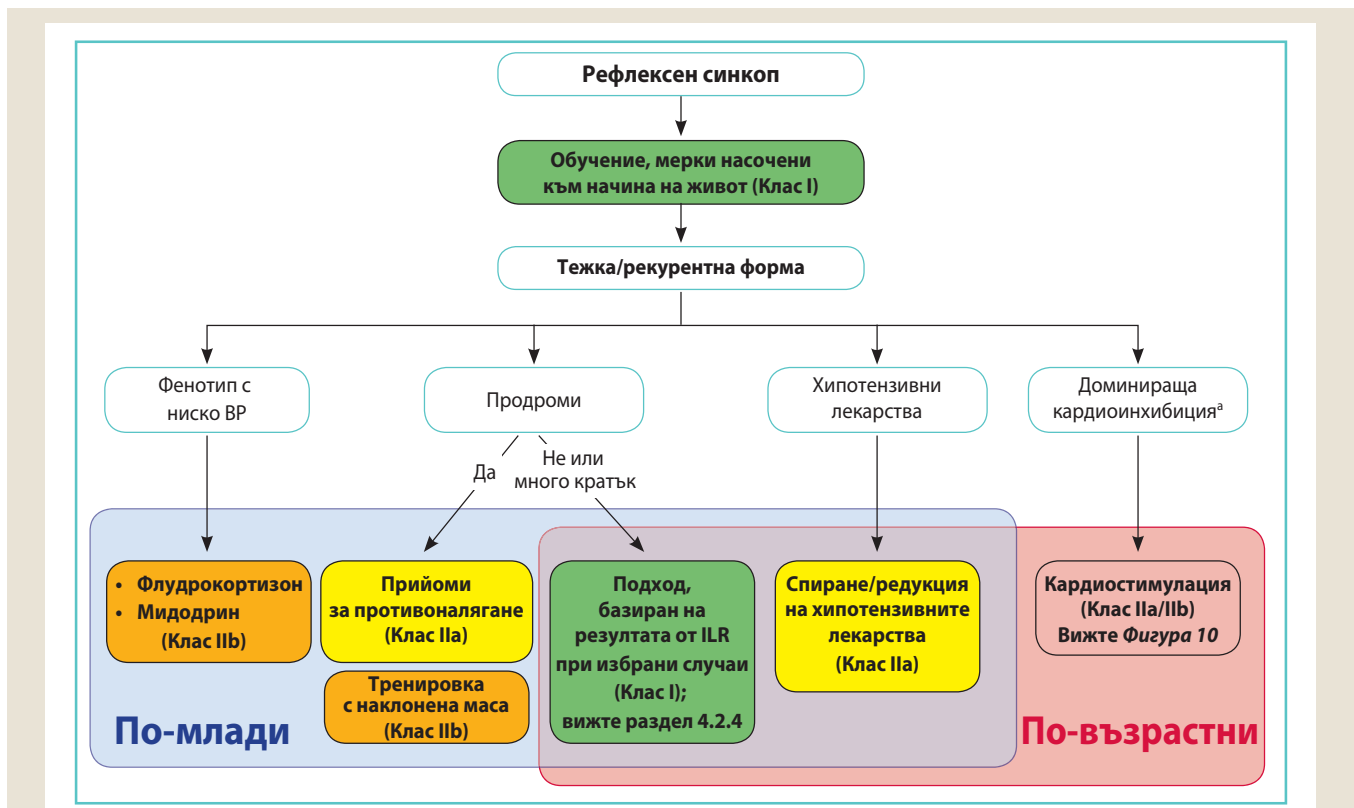 Рефлексен синкоп
Обучение, мерки насочени
към начина на живот (Клас I)
Тежка/рекурентна форма
Фенотип с
ниско ВР
Продроми
Хипотензивни
лекарства
Доминираща
кардиоинхибицияᵃ
Да
Не или
много кратък
• Флудрокортизон
• Мидодрин
(Клас IIb)
Прийоми
за противоналягане
(Клас IIa)
Тренировка
с наклонена маса
(Клас IIb)
Подход,
базиран на
резултата от ILR
при избрани случаи
(Клас I);
вижте раздел 4.2.4
Спиране/редукция
на хипотензивните
лекарства
(Клас IIa)
Кардиостимулация
(Клас IIa/IIb)
Вижте Фигура 10
По-млади
По-възрастни